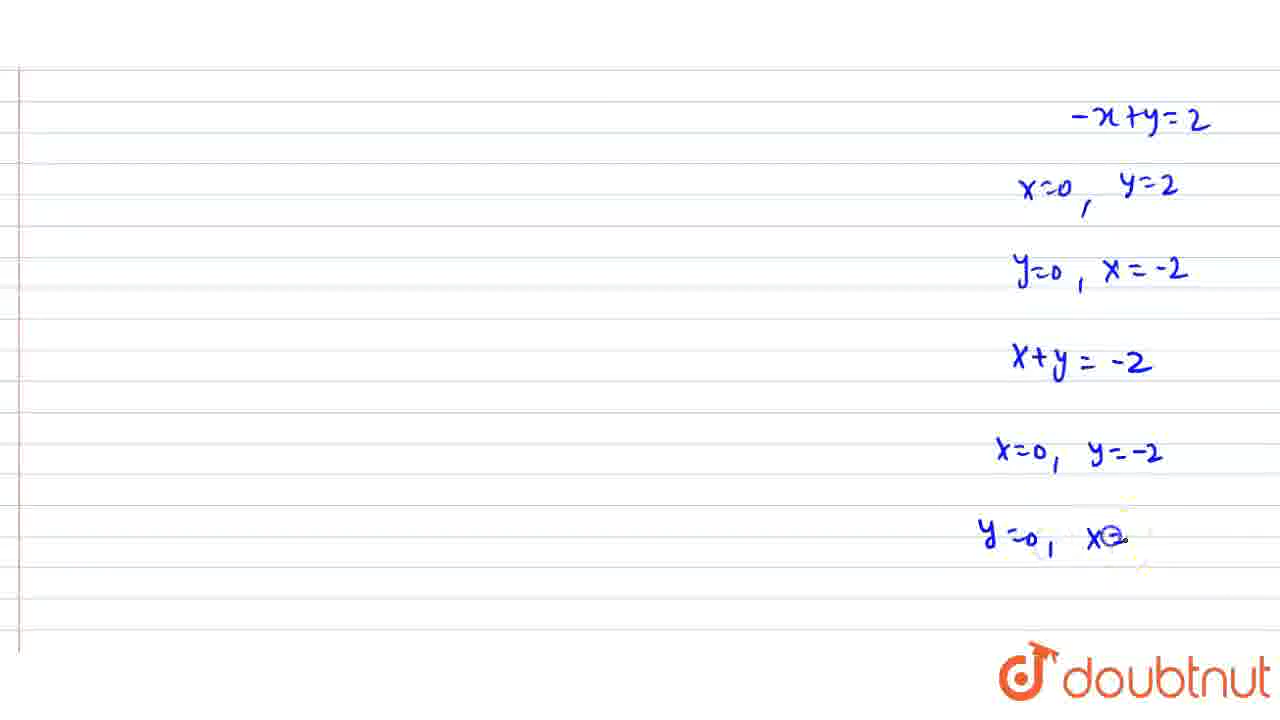 -x+y=2
x=0, y=2
y=0, x=-2
x+y=-2
x=0, y=-2
y=0, x=
doubtnut